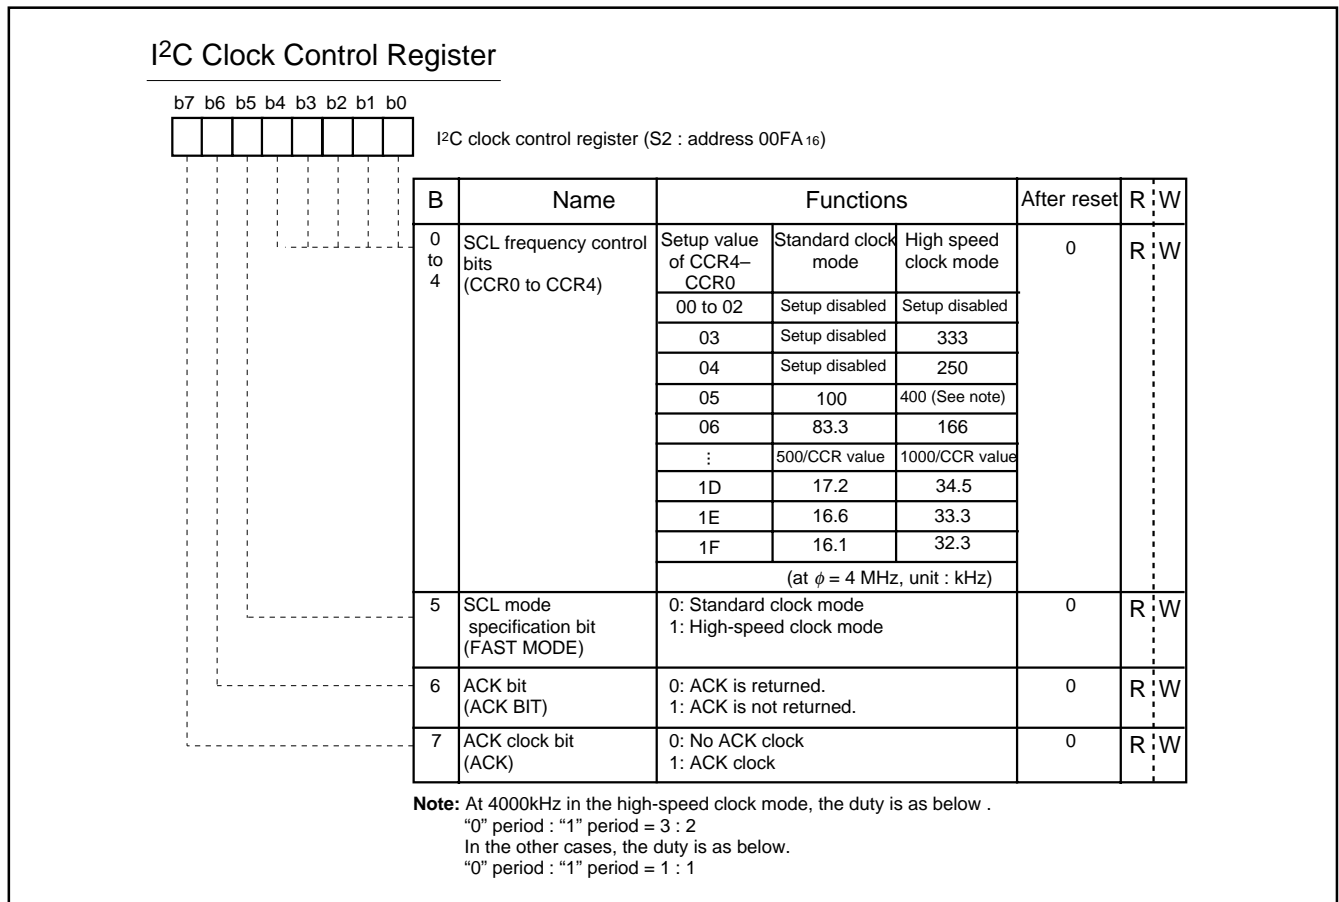 I2C Clock Control Register
b7 b6 b5 b4 b3 b2 b1 b0
I2C clock control register (S2 : address 00FA 16)
B Name Functions After reset R W
0 to 4 SCL frequency control bits (CCR0 to CCR4) 0 R W
Setup value of CCR4–CCR0 Standard clock mode High speed clock mode
00 to 02 Setup disabled Setup disabled
03 Setup disabled 333
04 Setup disabled 250
05 100 400 (See note)
06 83.3 166
⋮ 500/CCR value 1000/CCR value
1D 17.2 34.5
1E 16.6 33.3
1F 16.1 32.3
(at ϕ = 4 MHz, unit : kHz)
5 SCL mode specification bit (FAST MODE) 0: Standard clock mode 1: High-speed clock mode 0 R W
6 ACK bit (ACK BIT) 0: ACK is returned. 1: ACK is not returned. 0 R W
7 ACK clock bit (ACK) 0: No ACK clock 1: ACK clock 0 R W
Note: At 4000kHz in the high-speed clock mode, the duty is as below .
“0” period : “1” period = 3 : 2
In the other cases, the duty is as below.
“0” period : “1” period = 1 : 1